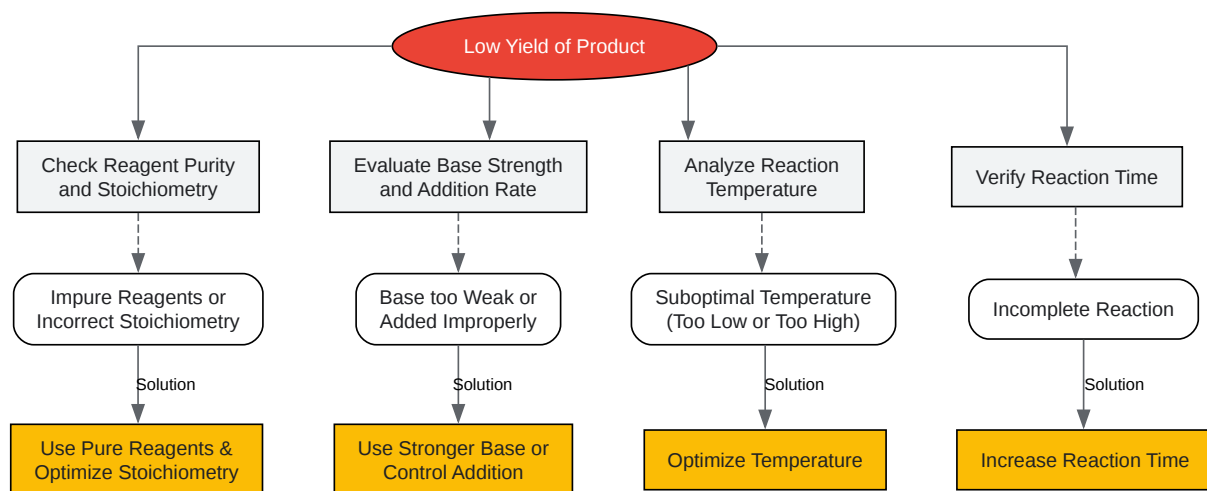 Low Yield of Product
Check Reagent Purity
and Stoichiometry
Evaluate Base Strength
and Addition Rate
Analyze Reaction
Temperature
Verify Reaction Time
Impure Reagents or
Incorrect Stoichiometry
Base too Weak or
Added Improperly
Suboptimal Temperature
(Too Low or Too High)
Incomplete Reaction
Solution
Solution
Solution
Solution
Use Pure Reagents &
Optimize Stoichiometry
Use Stronger Base or
Control Addition
Optimize Temperature
Increase Reaction Time